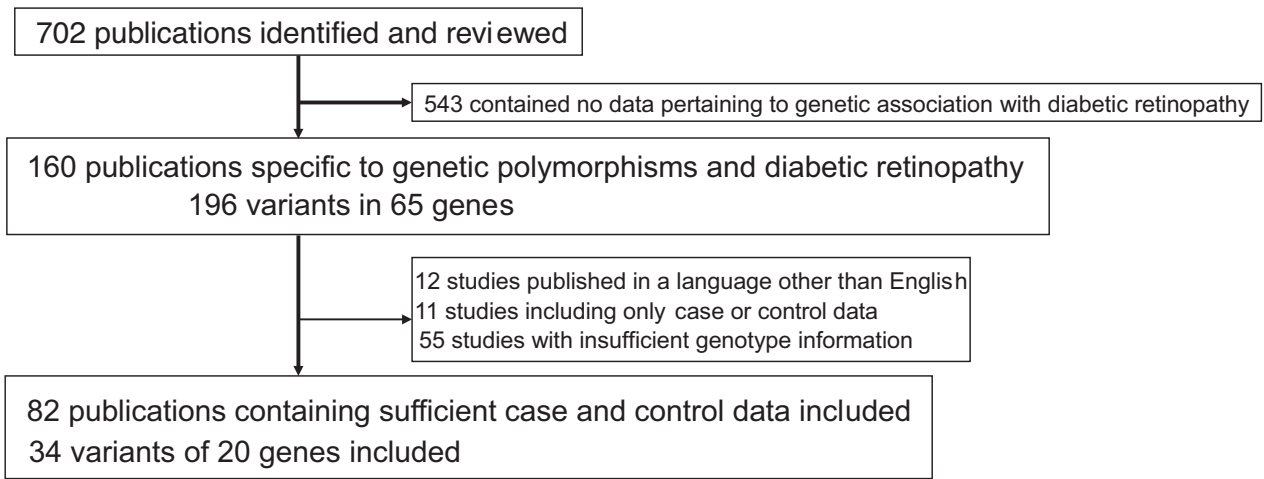 702 publications identified and reviewed
543 contained no data pertaining to genetic association with diabetic retinopathy
160 publications specific to genetic polymorphisms and diabetic retinopathy
196 variants in 65 genes
12 studies published in a language other than English
11 studies including only case or control data
55 studies with insufficient genotype information
82 publications containing sufficient case and control data included
34 variants of 20 genes included